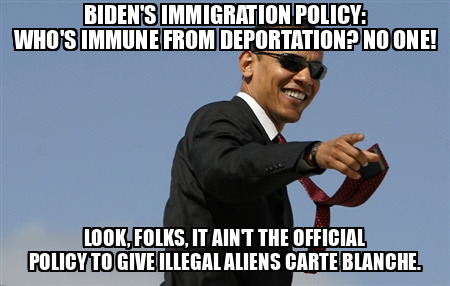 BIDEN'S IMMIGRATION POLICY:
WHO'S IMMUNE FROM DEPORTATION? NO ONE!
LOOK, FOLKS, IT AIN'T THE OFFICIAL
POLICY TO GIVE ILLEGAL ALIENS CARTE BLANCHE.